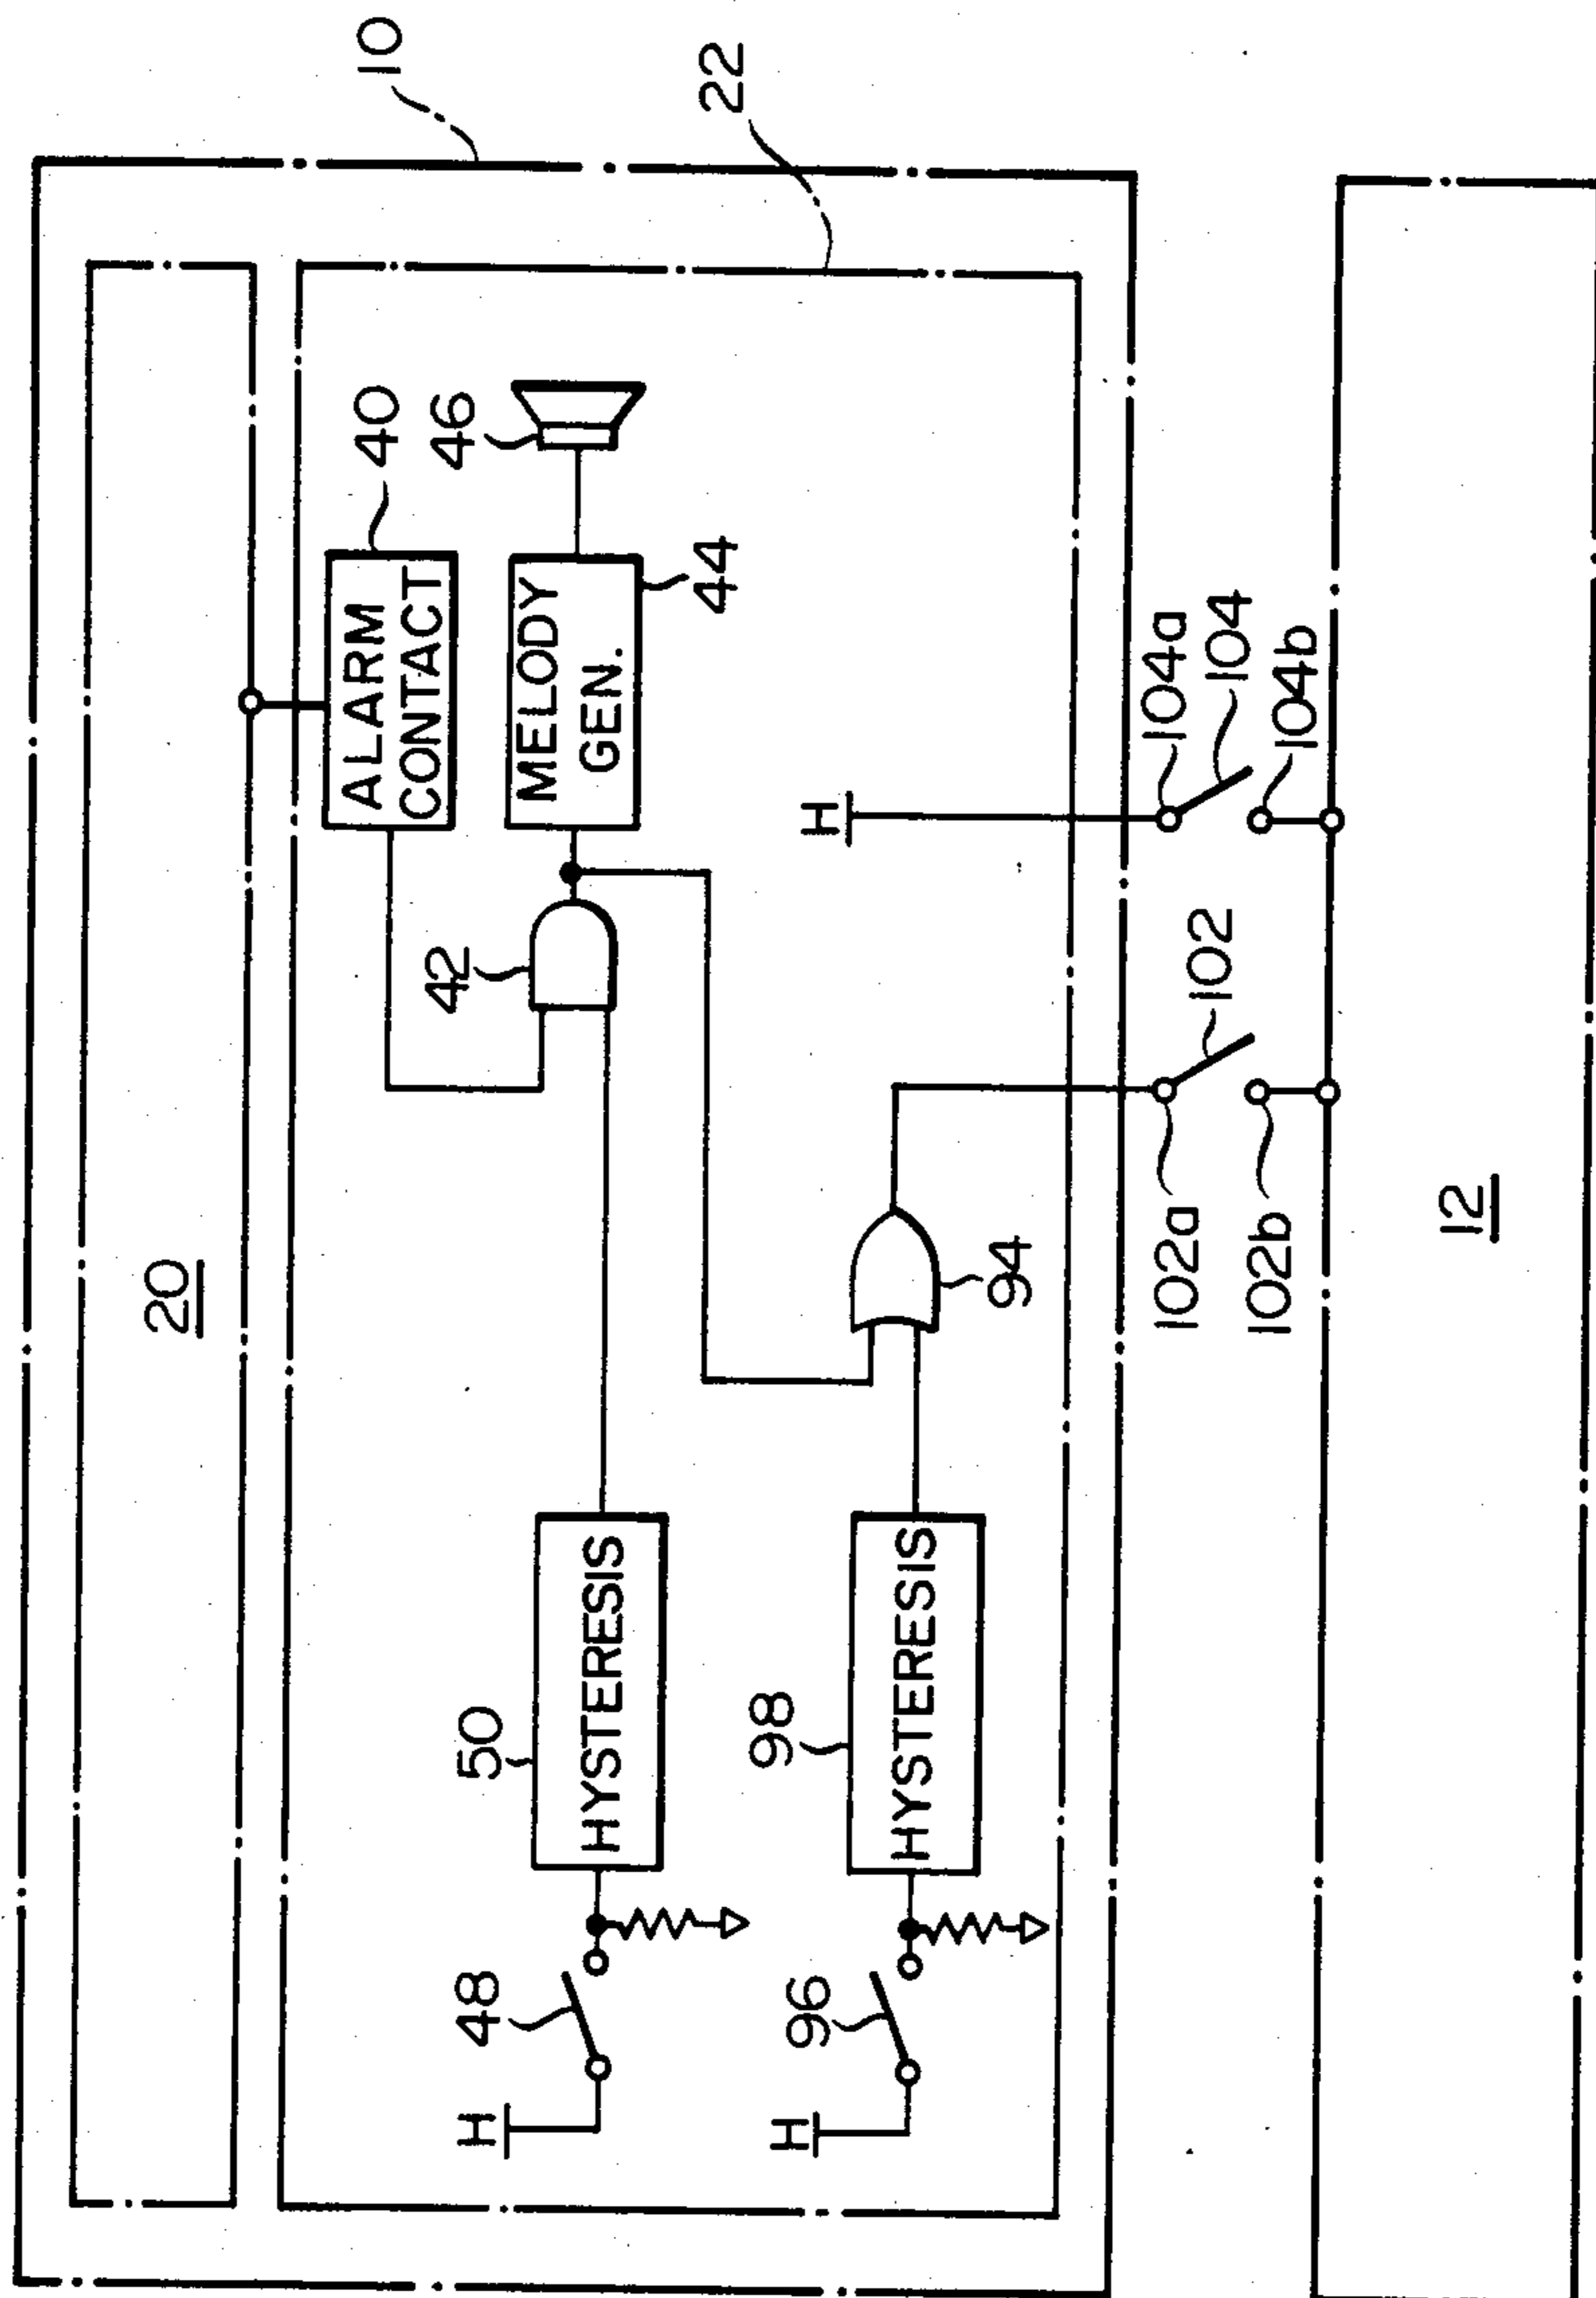 10
22
20
ALARM
CONTACT
40
46
MELODY
GEN.
44
42
50
HYSTERESIS
48
H
94
98
HYSTERESIS
96
H
H
104a
104
104b
102
102a
102b
12